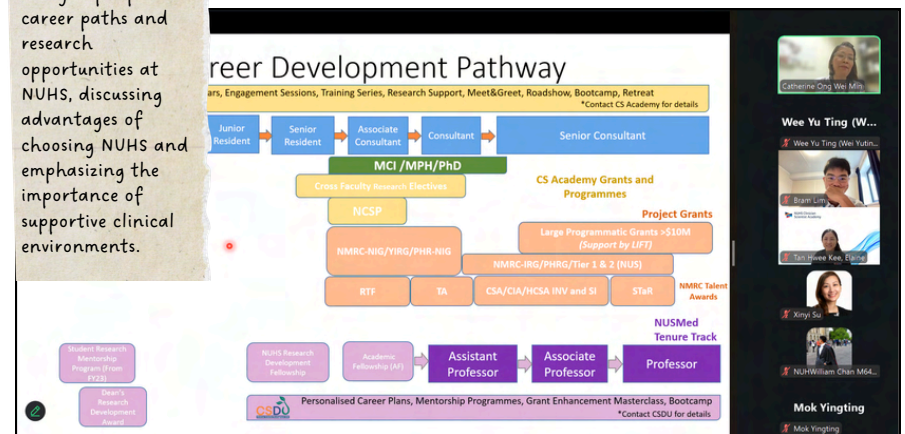 career paths and
research
opportunities at
NUHS, discussing
advantages of
choosing NUHS and
emphasizing the
importance of
supportive clinical
environments.
reer Development Pathway
ars, Engagement Sessions, Training Series, Research Support, Meet&Greet, Roadshow, Bootcamp, Retreat
*Contact CS Academy for details
Junior
Resident
Senior
Resident
Associate
Consultant
Consultant
Senior Consultant
MCI /MPH/PhD
Cross Faculty Research Electives
CS Academy Grants and
Programmes
NCSP
Project Grants
NMRC-NIG/YIRG/PHR-NIG
Large Programmatic Grants >$10M
(Support by LIFT)
NMRC-IRG/PHRG/Tier 1 & 2 (NUS)
RTF
TA
CSA/CIA/HCSA INV and SI
STaR
NMRC Talent
Awards
NUSMed
Tenure Track
Student Research
Mentorship
Program (From
FY23)
Dean's
Research
Development
Award
NUHS Research
Development
Fellowship
Academic
Fellowship (AF)
Assistant
Professor
Associate
Professor
Professor
CSDU
Personalised Career Plans, Mentorship Programmes, Grant Enhancement Masterclass, Bootcamp
*Contact CSDU for details
Catherine Ong Wei Min
Wee Yu Ting (W...
Wee Yu Ting (Wei Yutin...
Bram Lim
Tan Hwee Kee, Elaine
Xinyi Su
NUHWilliam Chan M64...
Mok Yingting
Mok Yingting